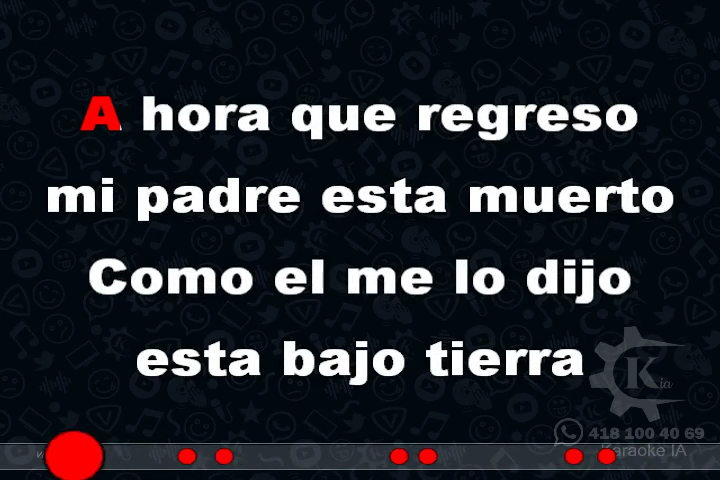 A hora que regreso
mi padre esta muerto
Como el me lo dijo
esta bajo tierra
K ia
418 100 40 69
Karaoke IA